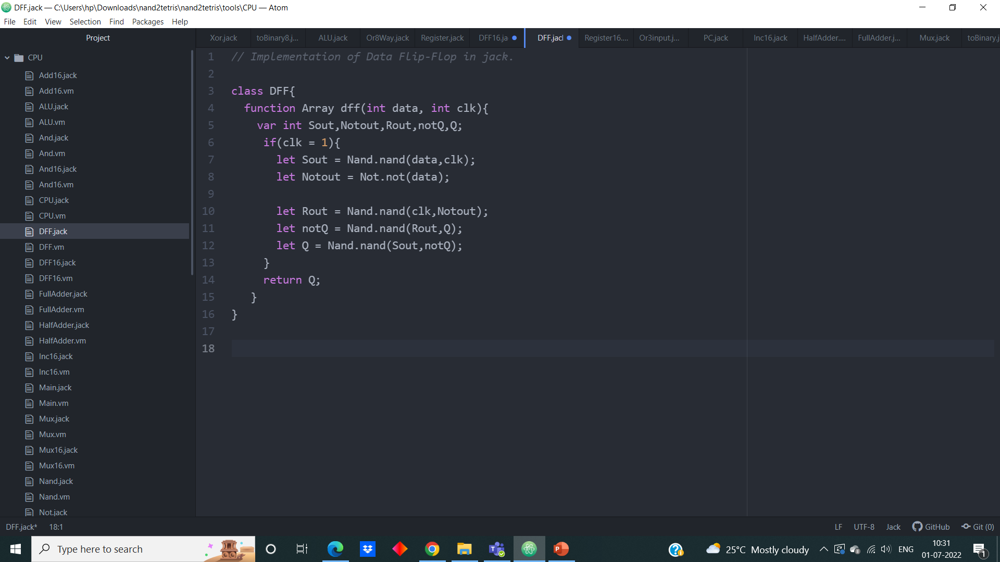 DFF.jack — C:\Users\hp\Downloads\nand2tetris\nand2tetris\tools\CPU — Atom
File Edit View Selection Find Packages Help
Project
Xor.jack toBinary8.j... ALU.jack Or8Way.jack Register.jack DFF16.ja DFF.jacl Register16.... Or3input.j... PC.jack Inc16.jack HalfAdder.... FullAdder.j... Mux.jack toBinary.j
CPU
Add16.jack
Add16.vm
ALU.jack
ALU.vm
And.jack
And.vm
And16.jack
And16.vm
CPU.jack
CPU.vm
DFF.jack
DFF.vm
DFF16.jack
DFF16.vm
FullAdder.jack
FullAdder.vm
HalfAdder.jack
HalfAdder.vm
Inc16.jack
Inc16.vm
Main.jack
Main.vm
Mux.jack
Mux.vm
Mux16.jack
Mux16.vm
Nand.jack
Nand.vm
Not.jack
1 // Implementation of Data Flip-Flop in jack.
2
3 class DFF{
4 function Array dff(int data, int clk){
5 var int Sout,Notout,Rout,notQ,Q;
6 if(clk = 1){
7 let Sout = Nand.nand(data,clk);
8 let Notout = Not.not(data);
9
10 let Rout = Nand.nand(clk,Notout);
11 let notQ = Nand.nand(Rout,Q);
12 let Q = Nand.nand(Sout,notQ);
13 }
14 return Q;
15 }
16 }
17
18
DFF.jack* 18:1 LF UTF-8 Jack GitHub Git (0)
Type here to search 25°C Mostly cloudy ENG 10:31
01-07-2022 1